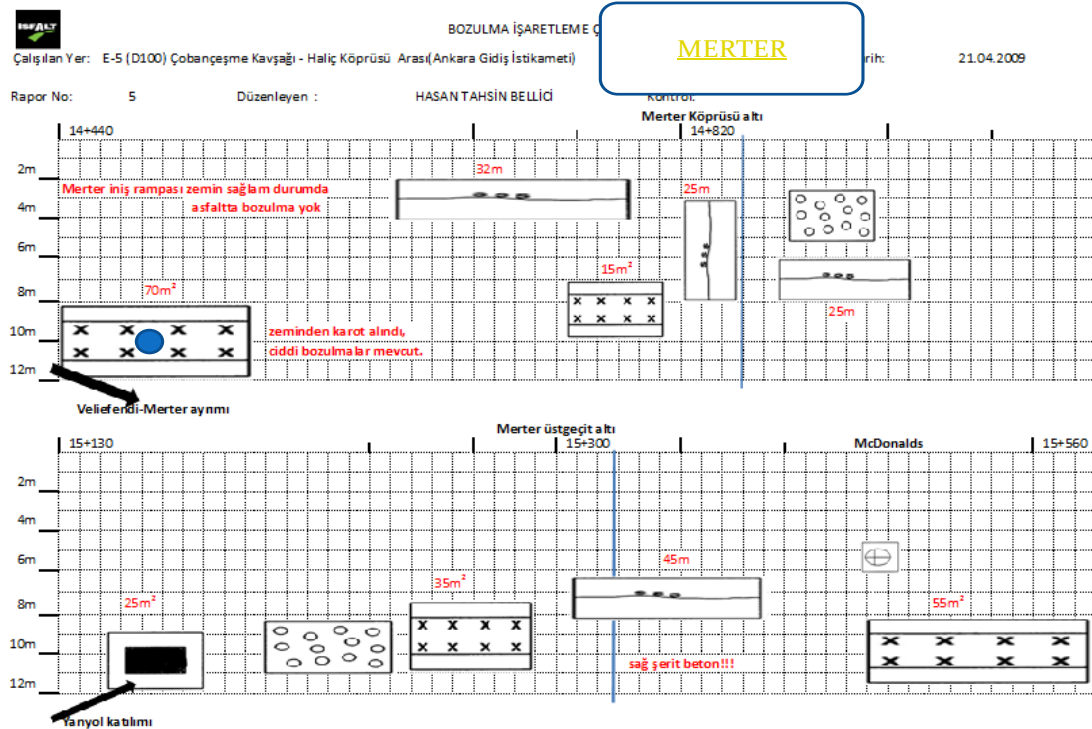 ISFALT
BOZULMA İŞARETLEME Ç
MERTER
Çalışılan Yer: E-5 (D100) Çobançeşme Kavşağı - Haliç Köprüsü Arası(Ankara Gidiş İstikameti) rih: 21.04.2009
Rapor No: 5 Düzenleyen : HASAN TAHSİN BELLİCİ Kontrol:
Merter Köprüsü altı
14+440 14+820
2m
32m
Merter iniş rampası zemin sağlam durumda
asfaltta bozulma yok
25m
4m
6m
15m²
8m
70m²
25m
10m
zeminden karot alındı,
ciddi bozulmalar mevcut.
12m
Veliefendi-Merter ayrımı
Merter üstgeçit altı
15+130 15+300 McDonalds 15+560
2m
4m
6m
45m
35m²
8m
25m²
55m²
10m
sağ şerit beton!!!
12m
Yanyol katılımı